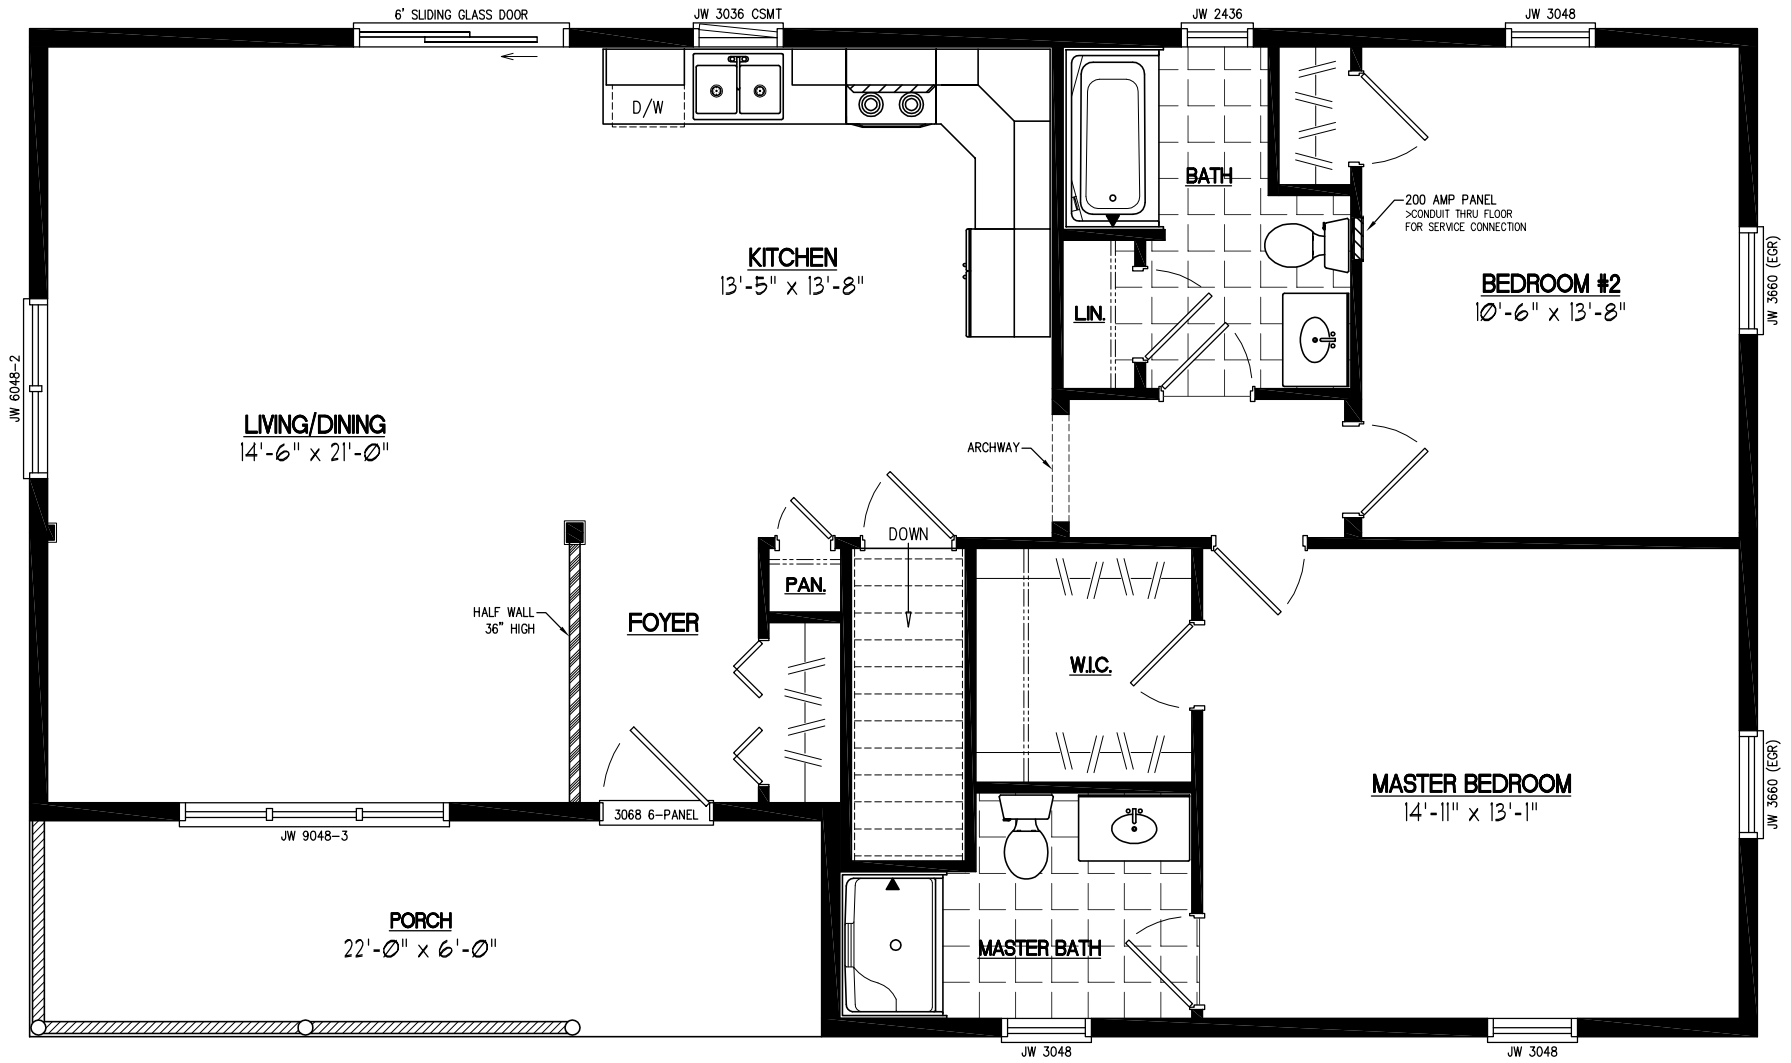 6' SLIDING GLASS DOOR
JW 3036 CSMT
JW 2436
JW 3048
D/W
BATH
200 AMP PANEL
>CONDUIT THRU FLOOR
FOR SERVICE CONNECTION
KITCHEN
13'-5" x 13'-8"
BEDROOM #2
10'-6" x 13'-8"
JW 3660 (EGR)
LIN.
JW 6048-2
LIVING/DINING
14'-6" x 21'-0"
ARCHWAY
DOWN
PAN.
HALF WALL
36" HIGH
FOYER
W.I.C.
MASTER BEDROOM
14'-11" x 13'-1"
JW 3660 (EGR)
3068 6-PANEL
JW 9048-3
PORCH
22'-0" x 6'-0"
MASTER BATH
JW 3048
JW 3048